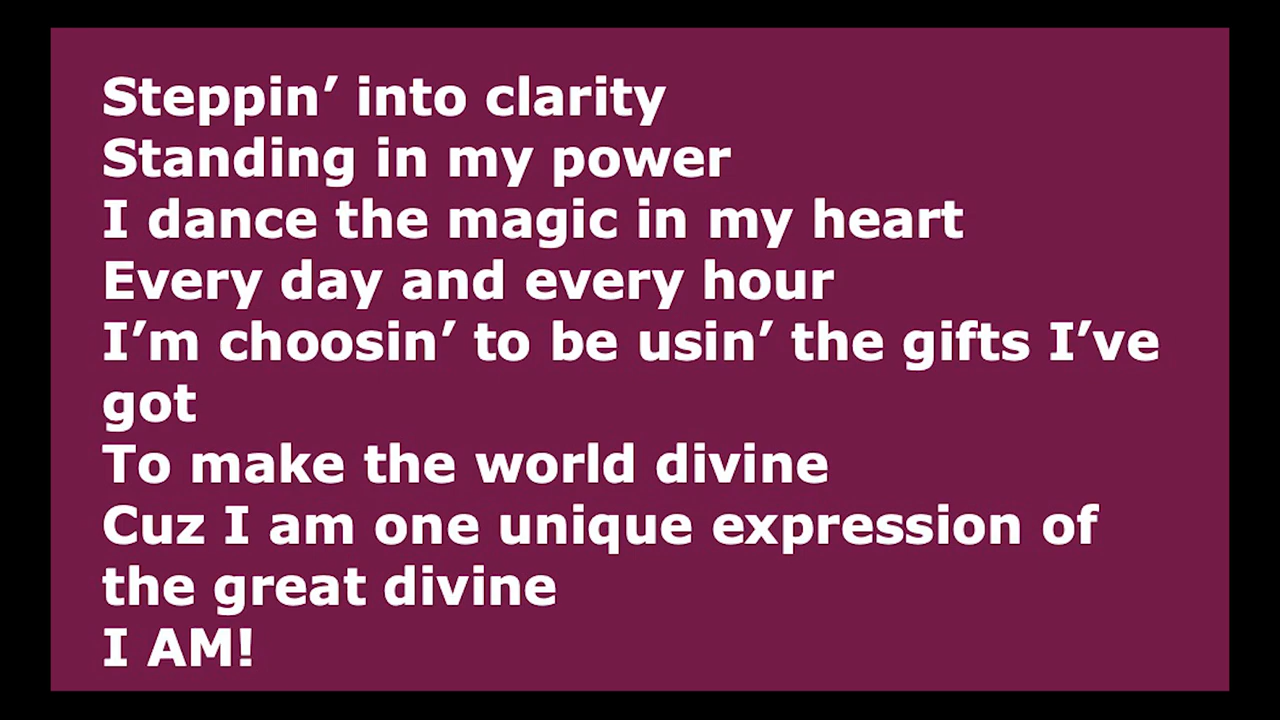 Steppin’ into clarity
Standing in my power
I dance the magic in my heart
Every day and every hour
I’m choosin’ to be usin’ the gifts I’ve
got
To make the world divine
Cuz I am one unique expression of
the great divine
I AM!